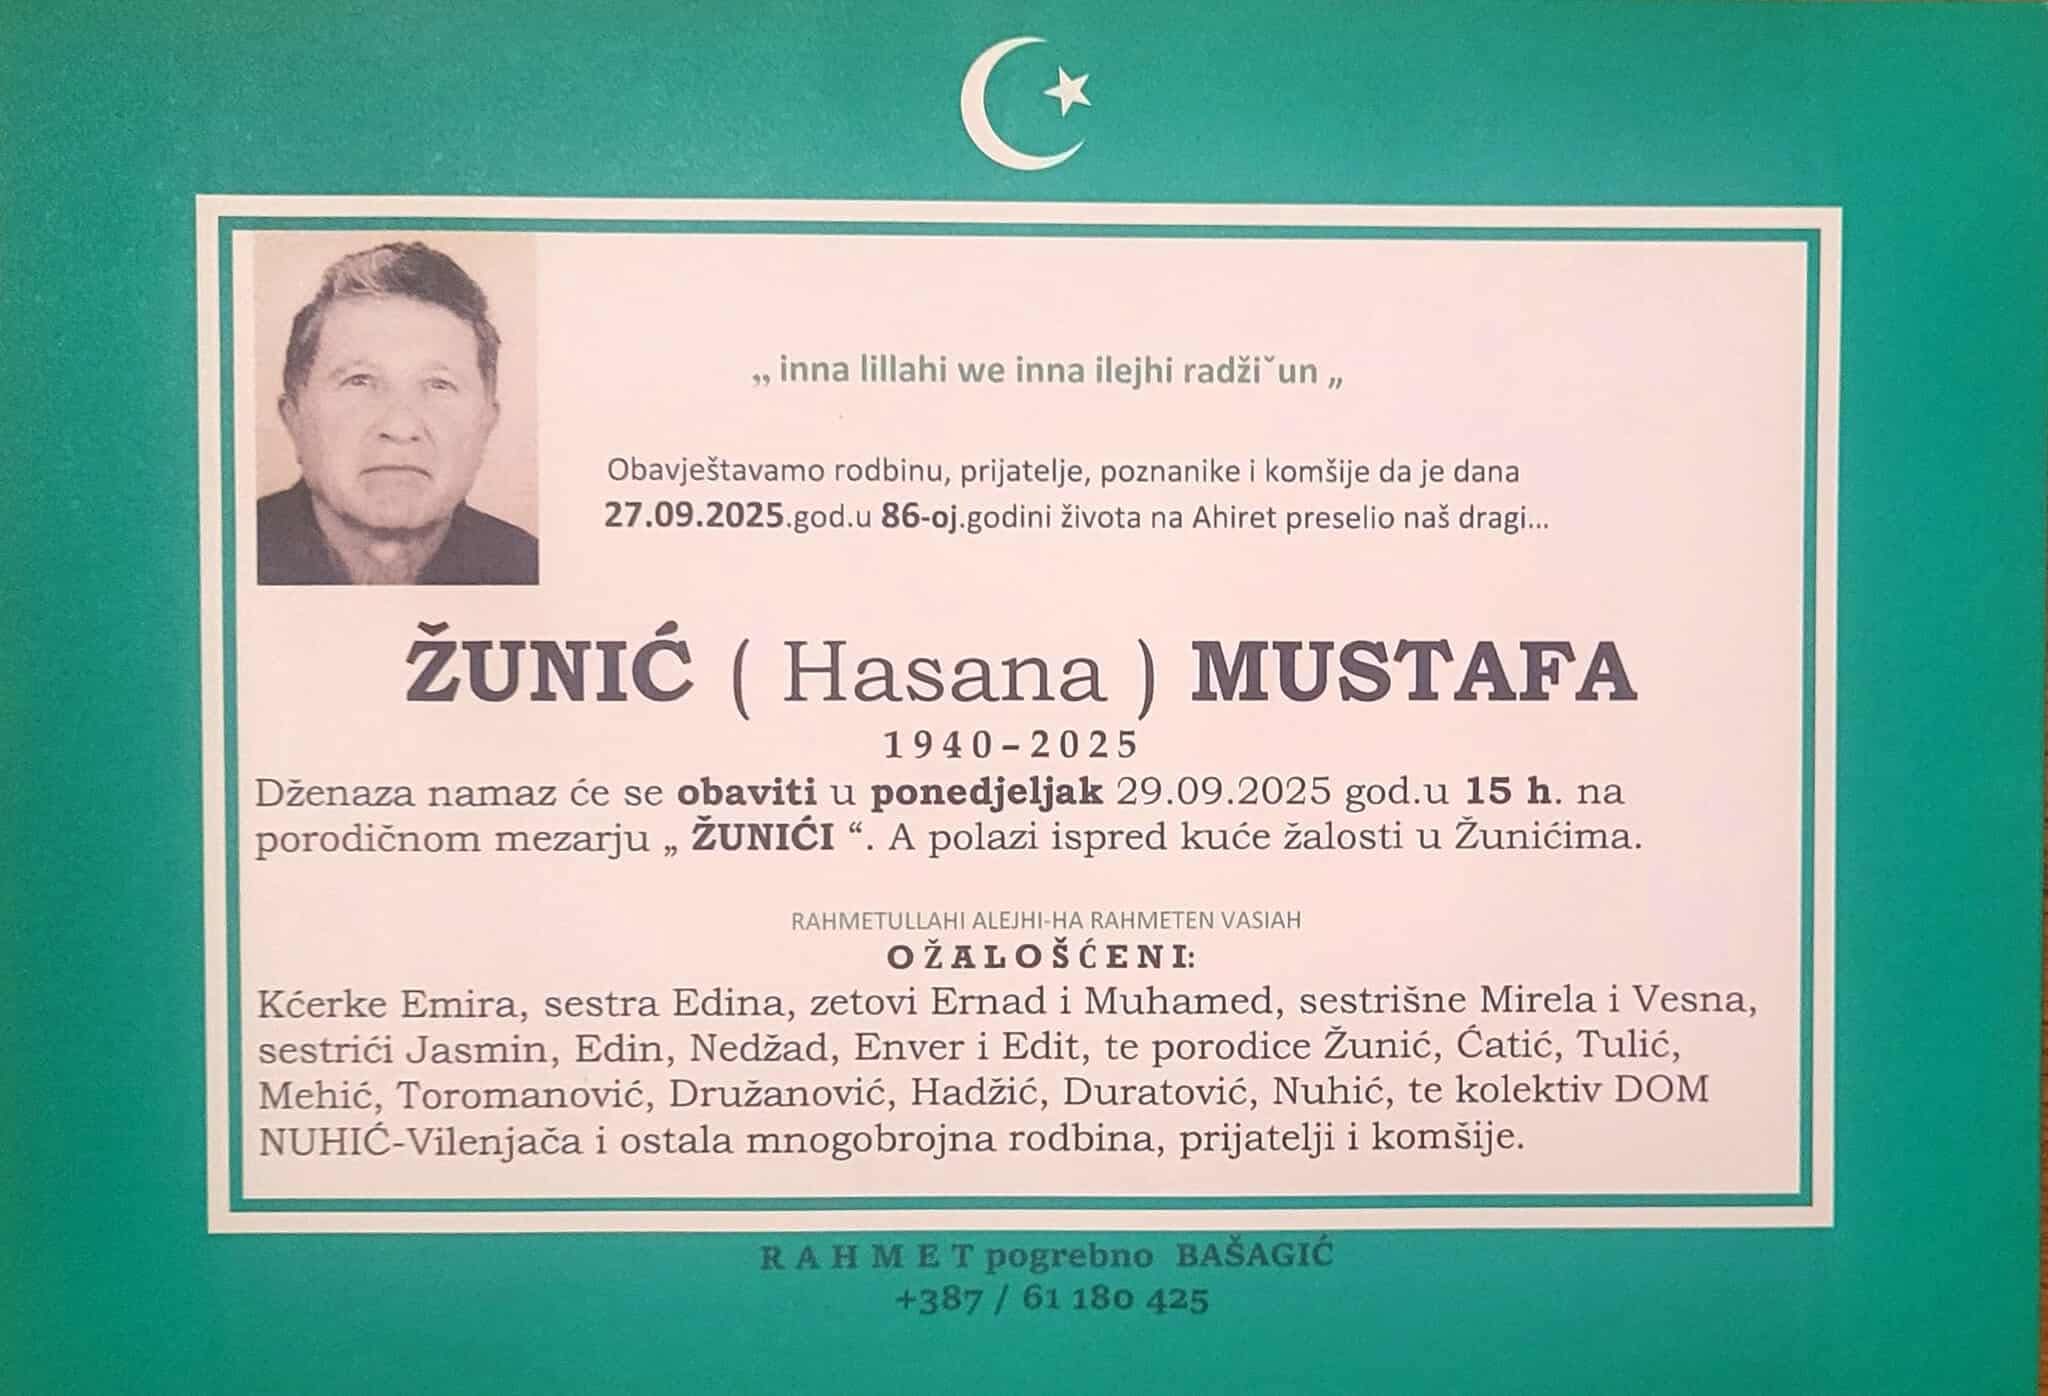 „ inna lillahi we inna ilejhi radžiˇun „
Obavještavamo rodbinu, prijatelje, poznanike i komšije da je dana
27.09.2025.god.u 86-oj.godini života na Ahiret preselio naš dragi...
ŽUNIĆ ( Hasana ) MUSTAFA
1940–2025
Dženaza namaz će se obaviti u ponedjeljak 29.09.2025 god.u 15 h. na
porodičnom mezarju „ ŽUNIĆI “. A polazi ispred kuće žalosti u Žunićima.
RAHMETULLAHI ALEJHI-HA RAHMETEN VASIAH
OŽALOŠĆENI:
Kćerke Emira, sestra Edina, zetovi Ernad i Muhamed, sestrišne Mirela i Vesna,
sestrići Jasmin, Edin, Nedžad, Enver i Edit, te porodice Žunić, Ćatić, Tulić,
Mehić, Toromanović, Družanović, Hadžić, Duratović, Nuhić, te kolektiv DOM
NUHIĆ-Vilenjača i ostala mnogobrojna rodbina, prijatelji i komšije.
R A H M E T pogrebno BAŠAGIĆ
+387 / 61 180 425